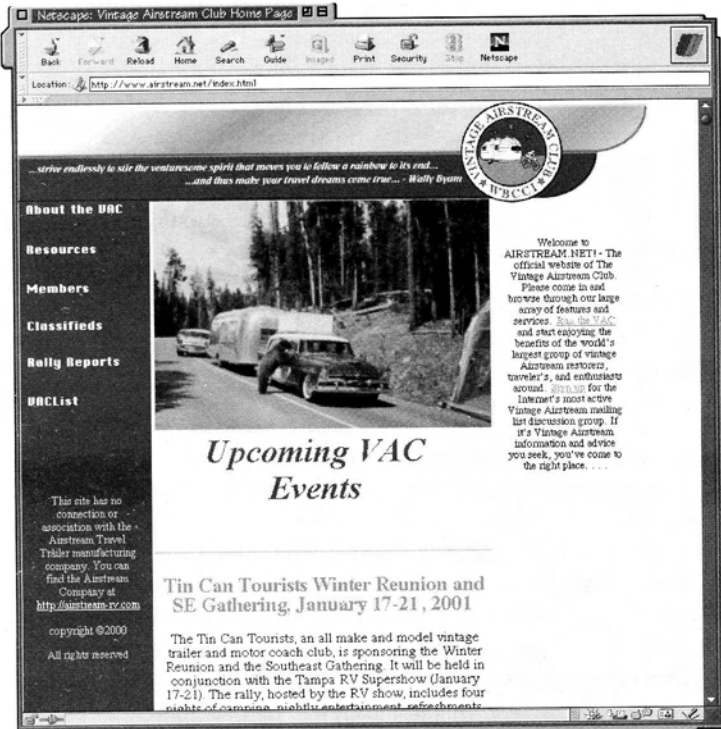 Netscape: Vintage Airstream Club Home Page
Back Forward Reload Home Search Guide Images Print Security Stop Netscape
N
Location: http://www.airstream.net/index.html
VINTAGE AIRSTREAM CLUB
WBCCI
...strive endlessly to stir the venturesome spirit that moves you to follow a rainbow to its end...
...and thus make your travel dreams come true... - Wally Byam
About the VAC
Resources
Members
Classifieds
Rally Reports
VACList
This site has no
connection or
association with the
Airstream Travel
Trailer manufacturing
company. You can
find the Airstream
Company at
http://airstream-rv.com
copyright ©2000
All rights reserved
Upcoming VAC
Events
Tin Can Tourists Winter Reunion and
SE Gathering, January 17-21, 2001
The Tin Can Tourists, an all make and model vintage
trailer and motor coach club, is sponsoring the Winter
Reunion and the Southeast Gathering. It will be held in
conjunction with the Tampa RV Supershow (January
17-21). The rally, hosted by the RV show, includes four
nights of camping, nightly entertainment, refreshments
Welcome to
AIRSTREAM.NET! - The
official website of The
Vintage Airstream Club.
Please come in and
browse through our large
array of features and
services. Join the VAC
and start enjoying the
benefits of the world's
largest group of vintage
Airstream restorers,
traveler's, and enthusiasts
around. Sign up for the
Internet's most active
Vintage Airstream mailing
list discussion group. If
it's Vintage Airstream
information and advice
you seek, you've come to
the right place. . . .